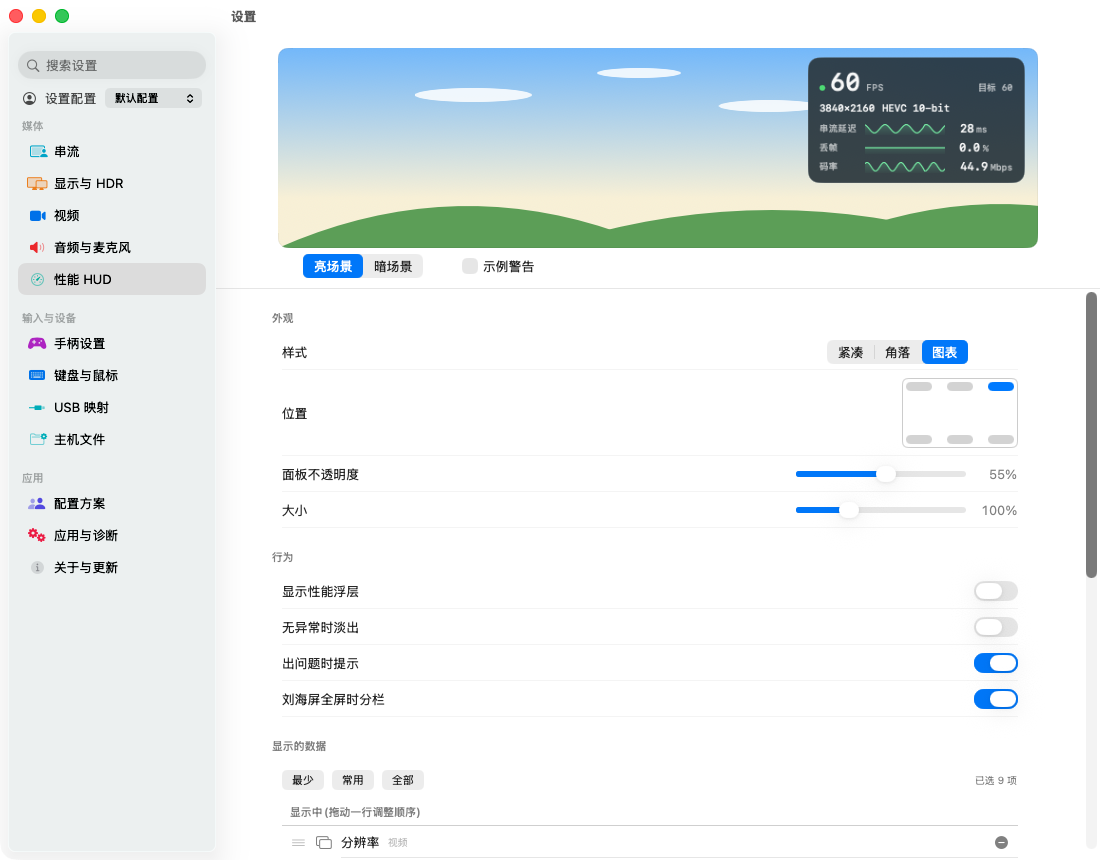 设置
搜索设置
设置配置 默认配置
媒体
串流
显示与 HDR
视频
音频与麦克风
性能 HUD
输入与设备
手柄设置
键盘与鼠标
USB 映射
主机文件
应用
配置方案
应用与诊断
关于与更新
60 FPS 目标 60
3840×2160 HEVC 10-bit
串流延迟 28 ms
丢帧 0.0 %
码率 44.9 Mbps
亮场景 暗场景 示例警告
外观
样式 紧凑 角落 图表
位置
面板不透明度 55%
大小 100%
行为
显示性能浮层
无异常时淡出
出问题时提示
刘海屏全屏时分栏
显示的数据
最少 常用 全部 已选 9 项
显示中 (拖动一行调整顺序)
分辨率 视频